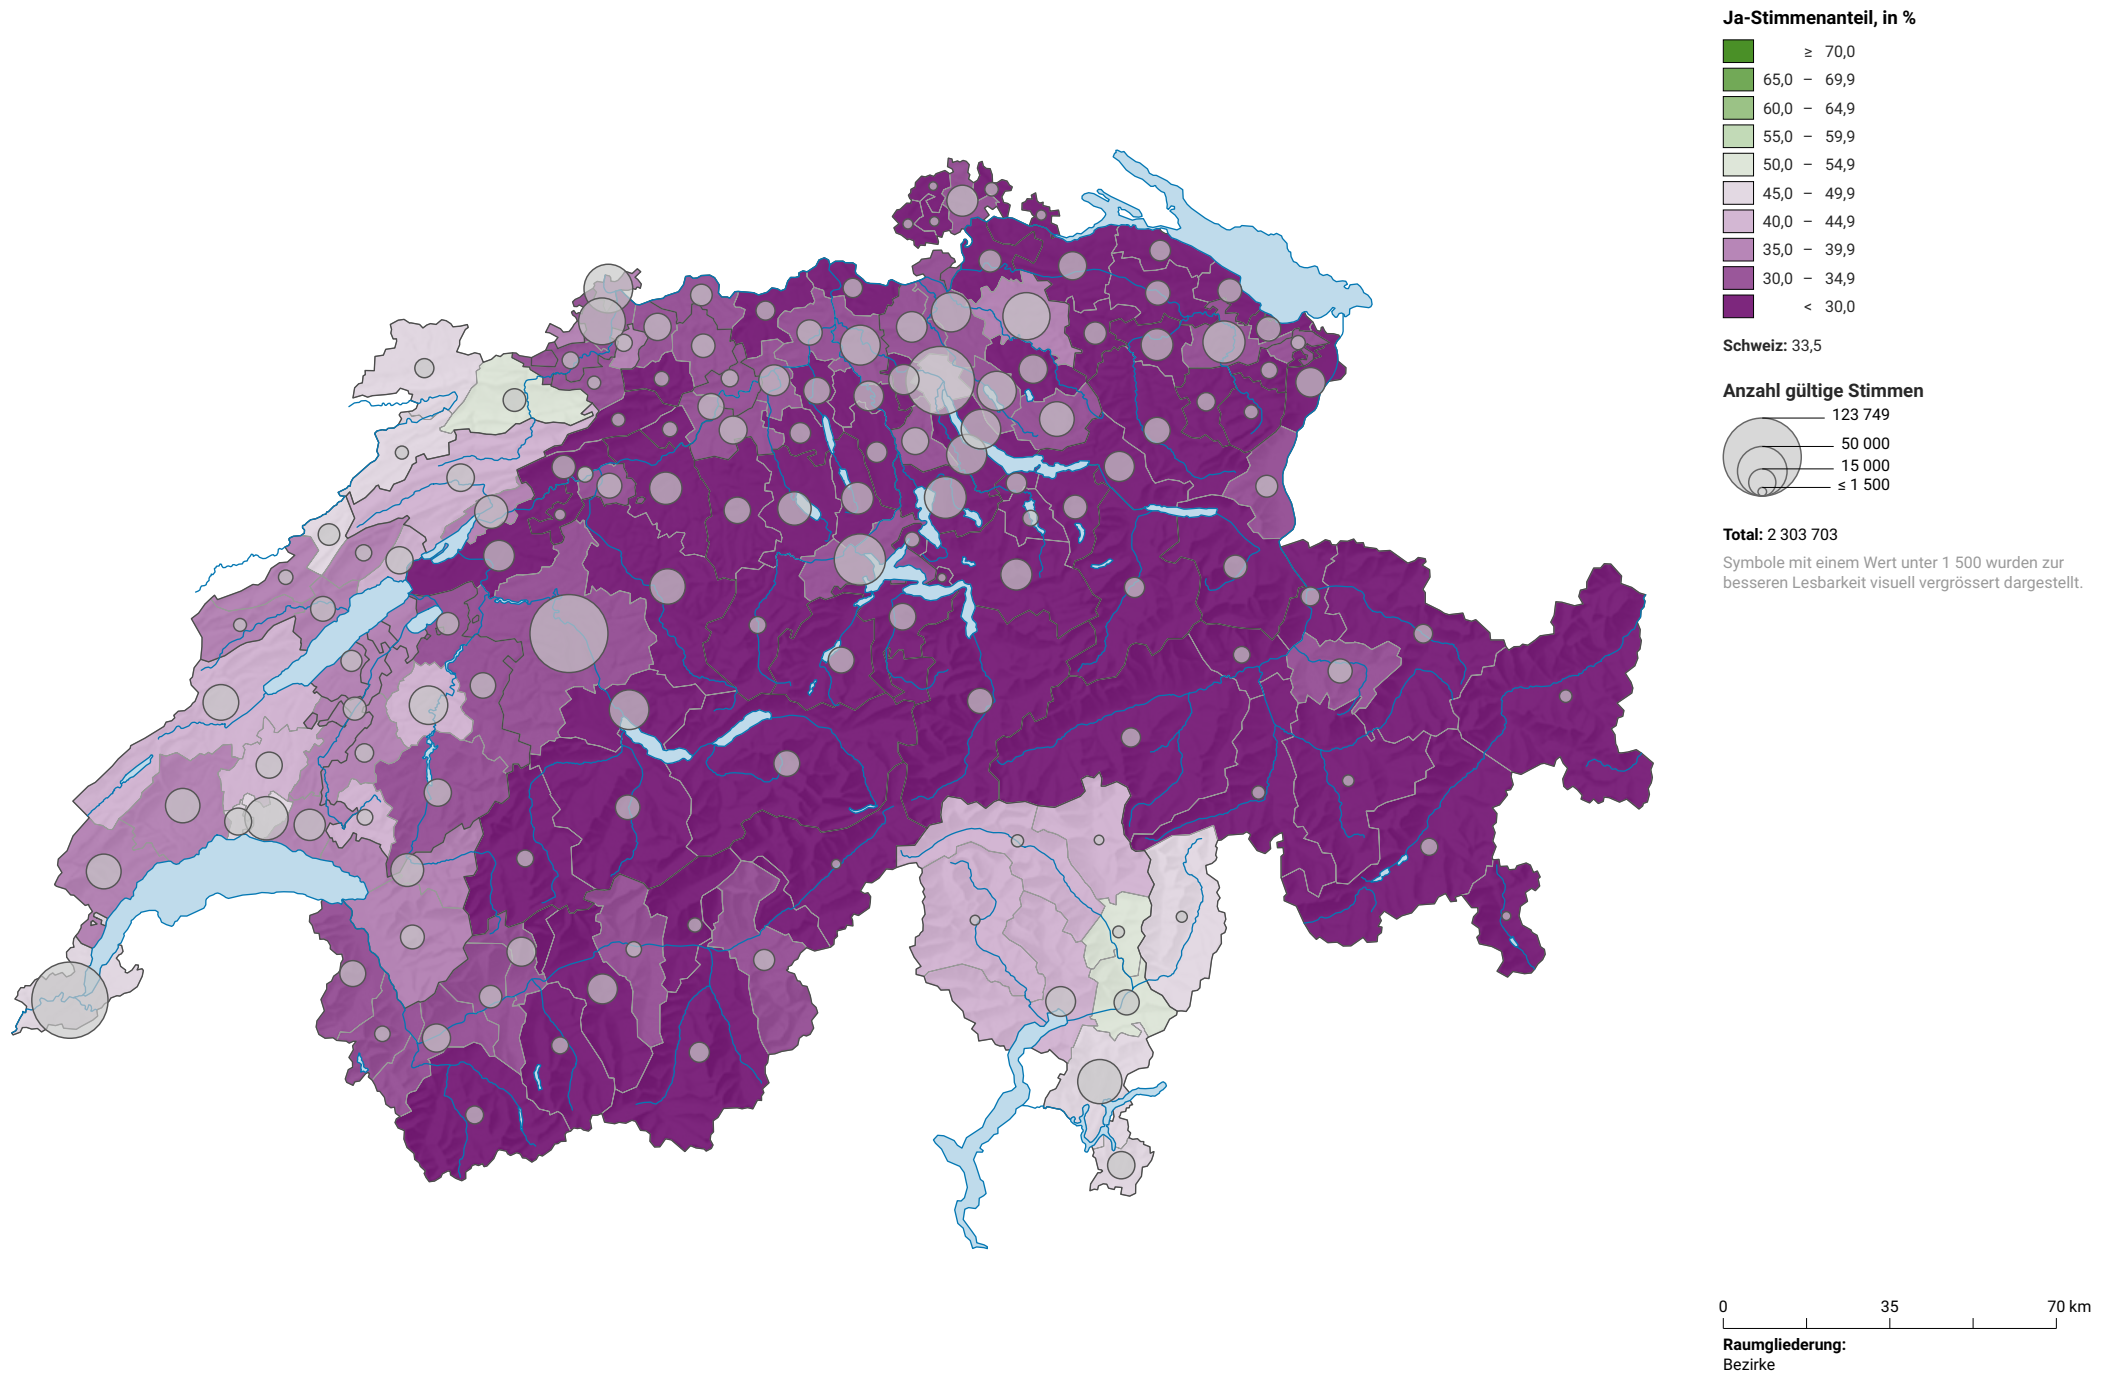 Ja-Stimmenanteil, in %
≥ 70,0
65,0 – 69,9
60,0 – 64,9
55,0 – 59,9
50,0 – 54,9
45,0 – 49,9
40,0 – 44,9
35,0 – 39,9
30,0 – 34,9
< 30,0
Schweiz: 33,5
Anzahl gültige Stimmen
123 749
50 000
15 000
≤ 1 500
Total: 2 303 703
Symbole mit einem Wert unter 1 500 wurden zur
besseren Lesbarkeit visuell vergrössert dargestellt.
0 35 70 km
Raumgliederung:
Bezirke